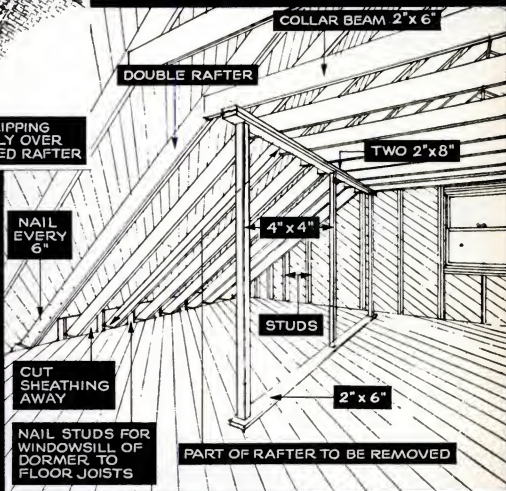 COLLAR BEAM 2"x 6"
DOUBLE RAFTER
IPPING
LY OVER
ED RAFTER
TWO 2"x8"
NAIL
EVERY
6"
4"x 4"
STUDS
CUT
SHEATHING
AWAY
2"x 6"
NAIL STUDS FOR
WINDOWSILL OF
DORMER TO
FLOOR JOISTS
PART OF RAFTER TO BE REMOVED